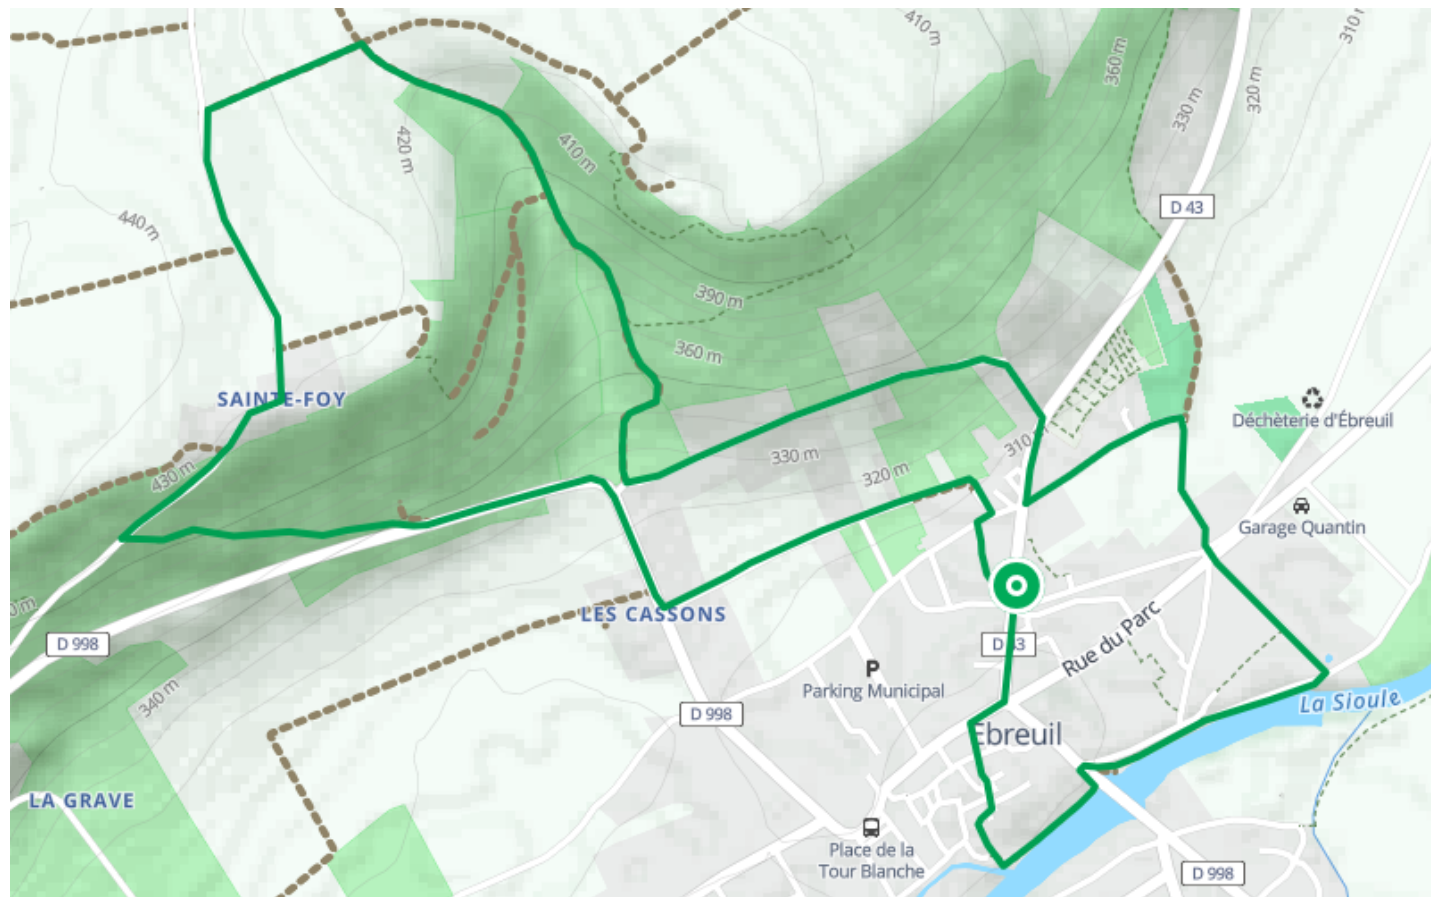 410 m
310 m
360 m
320 m
330 m
420 m
410 m
D 43
440 m
390 m
360 m
SAINTE-FOY
Déchèterie d'Ébreuil
310 m
330 m
430 m
320 m
Garage Quantin
LES CASSONS
D 998
D 43
Rue du Parc
Parking Municipal
340 m
D 998
La Sioule
Ébreuil
LA GRAVE
Place de la
Tour Blanche
D 998